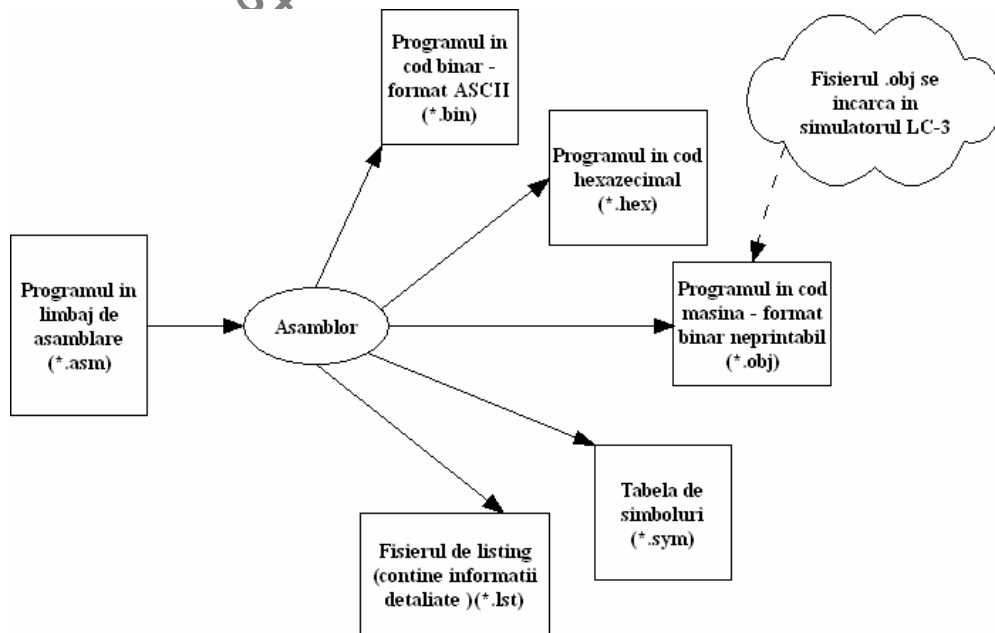 Programul in
cod binar -
format ASCII
(*.bin)
Fisierul .obj se
incarca in
simulatorul LC-3
Programul in cod
hexazecimal
(*.hex)
Programul in
limbaj de
asamblare
(*.asm)
Asamblor
Programul in cod
masina - format
binar neprintabil
(*.obj)
Tabela de
simboluri
(*.sym)
Fisierul de listing
(contine informatii
detaliate )(*.lst)